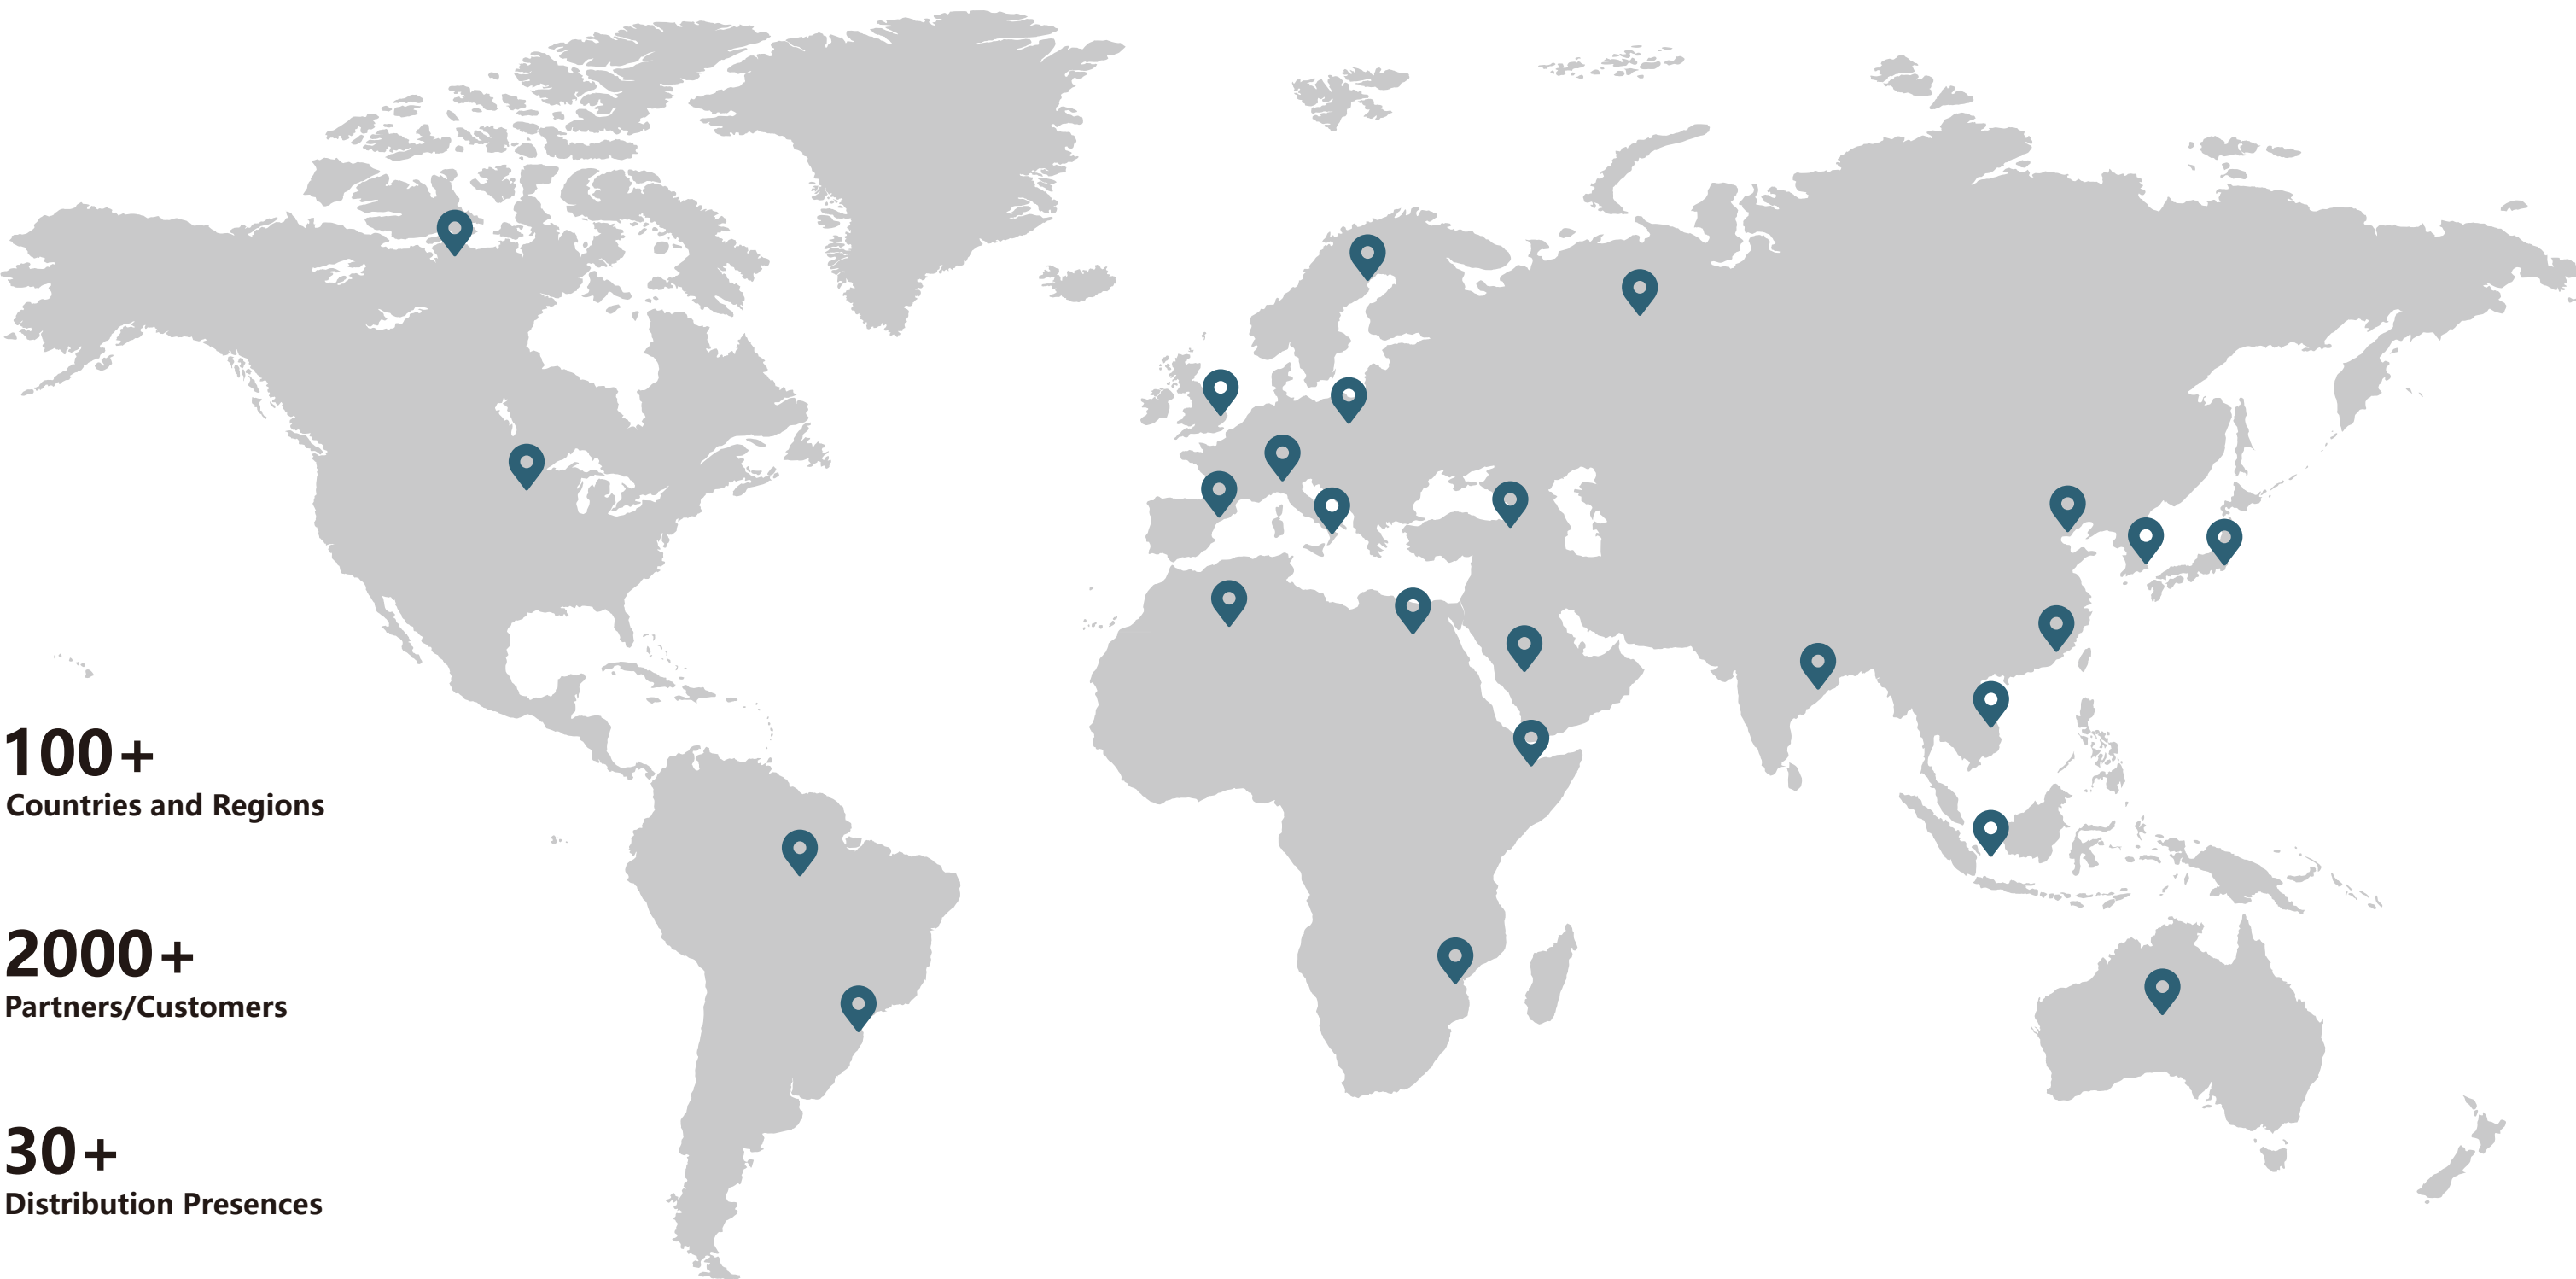 100+
Countries and Regions
2000+
Partners/Customers
30+
Distribution Presences